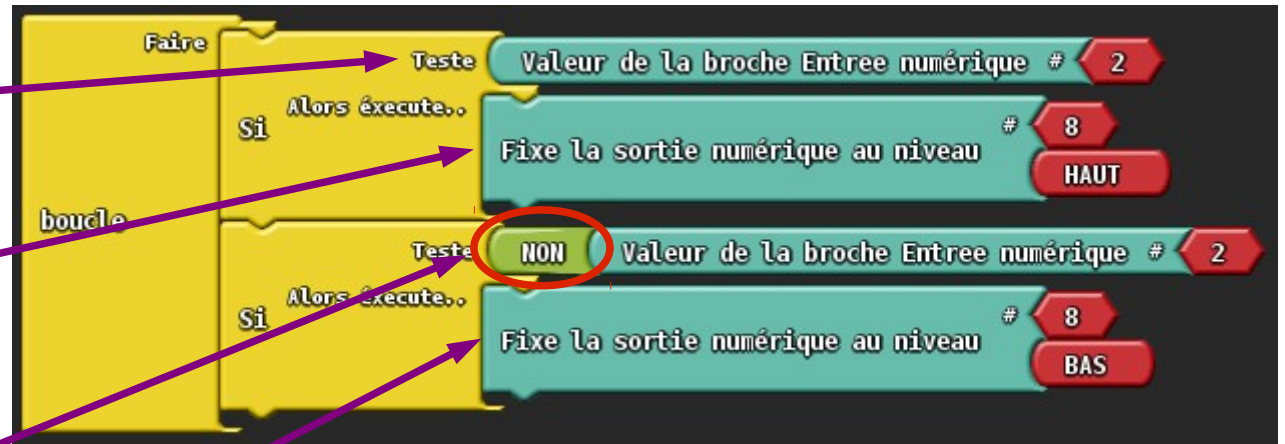 Faire
Teste Valeur de la broche Entree numérique # 2
Si Alors éxecute..
Fixe la sortie numérique au niveau # 8
HAUT
boucle
Teste NON Valeur de la broche Entree numérique # 2
Si Alors éxecute..
Fixe la sortie numérique au niveau # 8
BAS